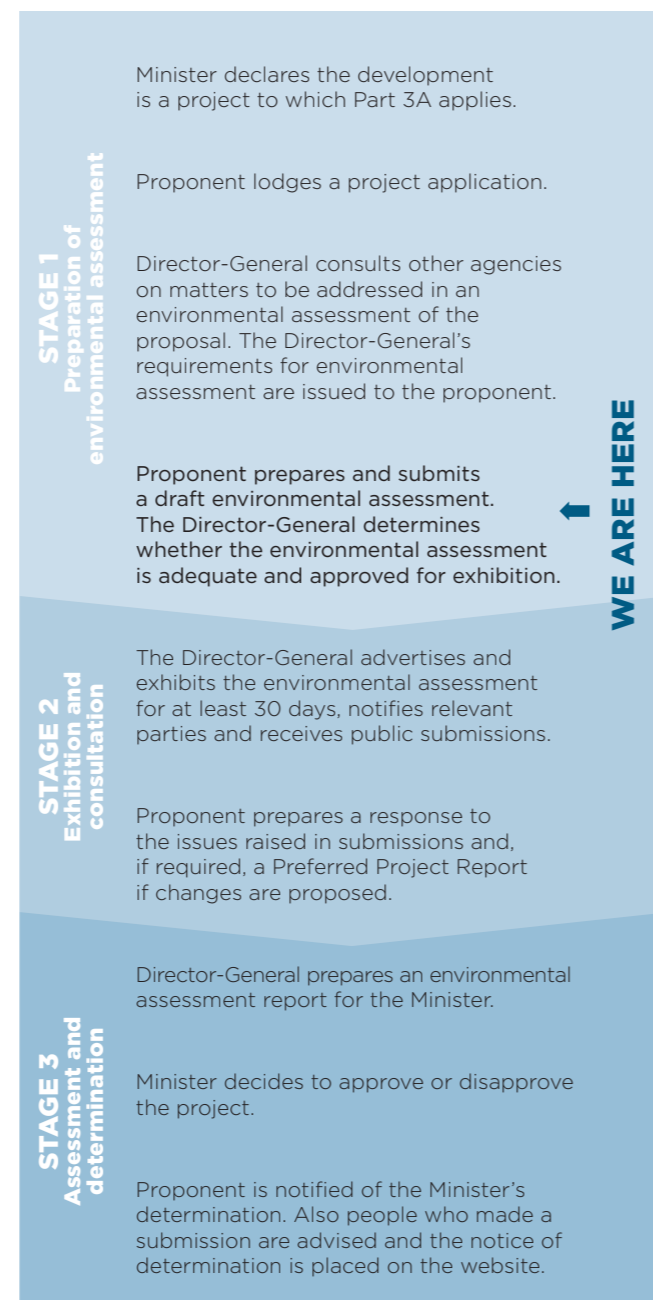 STAGE 1
Preparation of
environmental assessment
Minister declares the development
is a project to which Part 3A applies.
Proponent lodges a project application.
Director-General consults other agencies
on matters to be addressed in an
environmental assessment of the
proposal. The Director-General’s
requirements for environmental
assessment are issued to the proponent.
Proponent prepares and submits
a draft environmental assessment.
The Director-General determines
whether the environmental assessment
is adequate and approved for exhibition.
WE ARE HERE
STAGE 2
Exhibition and
consultation
The Director-General advertises and
exhibits the environmental assessment
for at least 30 days, notifies relevant
parties and receives public submissions.
Proponent prepares a response to
the issues raised in submissions and,
if required, a Preferred Project Report
if changes are proposed.
STAGE 3
Assessment and
determination
Director-General prepares an environmental
assessment report for the Minister.
Minister decides to approve or disapprove
the project.
Proponent is notified of the Minister’s
determination. Also people who made a
submission are advised and the notice of
determination is placed on the website.